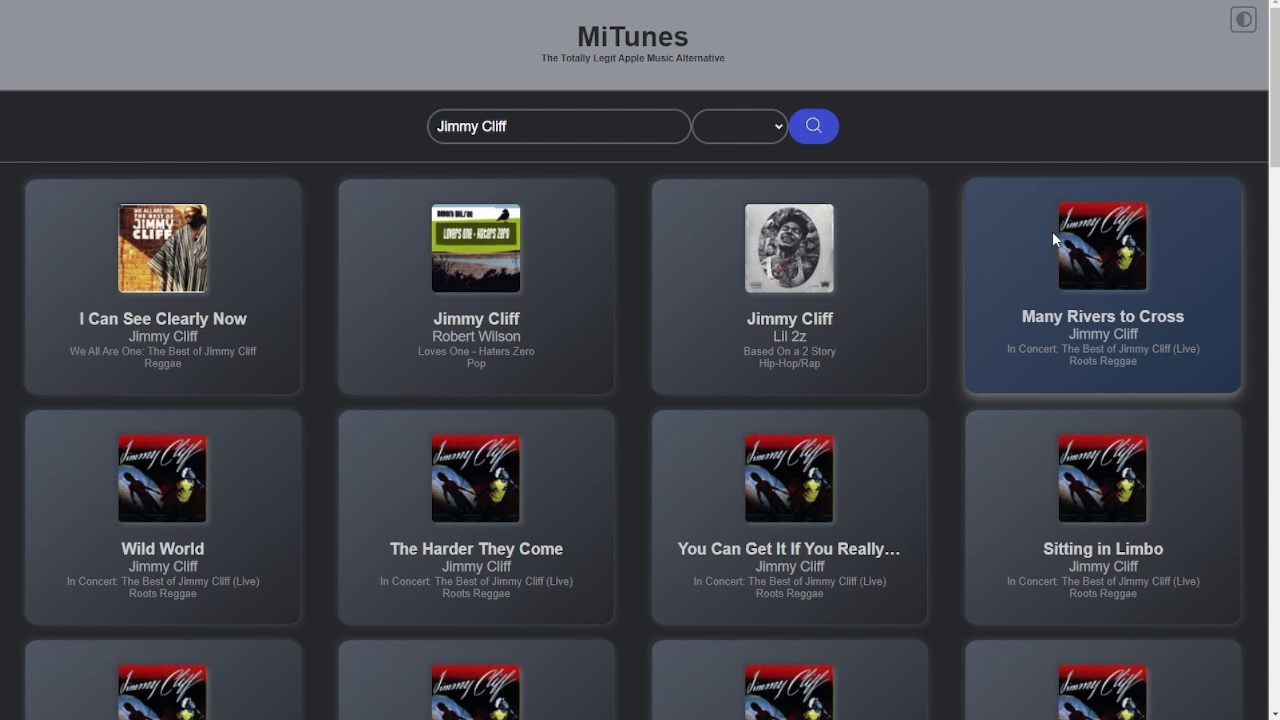 MiTunes
The Totally Legit Apple Music Alternative
Jimmy Cliff
WE ALL ARE ONE
THE BEST OF
JIMMY
CLIFF
I Can See Clearly Now
Jimmy Cliff
We All Are One: The Best of Jimmy Cliff
Reggae
Robert Wilson
Lovers One - Haters Zero
Jimmy Cliff
Robert Wilson
Loves One - Haters Zero
Pop
Jimmy Cliff
Lil 2z
Based On a 2 Story
Hip-Hop/Rap
Jimmy Cliff
Many Rivers to Cross
Jimmy Cliff
In Concert: The Best of Jimmy Cliff (Live)
Roots Reggae
Jimmy Cliff
Wild World
Jimmy Cliff
In Concert: The Best of Jimmy Cliff (Live)
Roots Reggae
Jimmy Cliff
The Harder They Come
Jimmy Cliff
In Concert: The Best of Jimmy Cliff (Live)
Roots Reggae
Jimmy Cliff
You Can Get It If You Really...
Jimmy Cliff
In Concert: The Best of Jimmy Cliff (Live)
Roots Reggae
Jimmy Cliff
Sitting in Limbo
Jimmy Cliff
In Concert: The Best of Jimmy Cliff (Live)
Roots Reggae
Jimmy Cliff
Jimmy Cliff
Jimmy Cliff
Jimmy Cliff